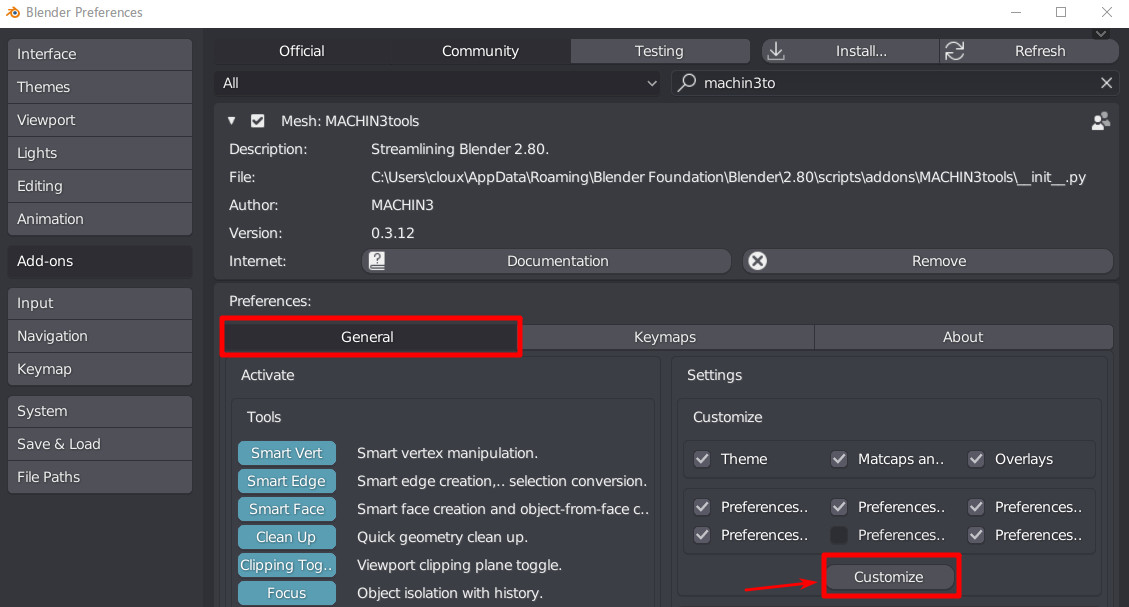 Blender Preferences
Interface
Themes
Viewport
Lights
Editing
Animation
Add-ons
Input
Navigation
Keymap
System
Save & Load
File Paths
Official Community Testing Install... Refresh
All machin3to
Mesh: MACHIN3tools
Description: Streamlining Blender 2.80.
File: C:\Users\cloux\AppData\Roaming\Blender Foundation\Blender\2.80\scripts\addons\MACHIN3tools\__init__.py
Author: MACHIN3
Version: 0.3.12
Internet: Documentation Remove
Preferences:
General Keymaps About
Activate
Tools
Smart Vert Smart vertex manipulation.
Smart Edge Smart edge creation,.. selection conversion.
Smart Face Smart face creation and object-from-face c..
Clean Up Quick geometry clean up.
Clipping Tog.. Viewport clipping plane toggle.
Focus Object isolation with history.
Settings
Customize
Theme Matcaps an.. Overlays
Preferences.. Preferences.. Preferences..
Preferences.. Preferences.. Preferences..
Customize